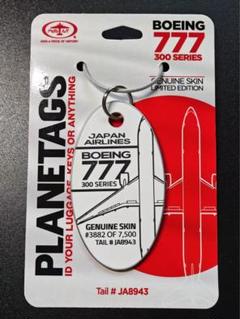 BOEING
777
300 SERIES
GENUINE SKIN
LIMITED EDITION
PLANETAGS
ID YOUR LUGGAGE, KEYS OR ANYTHING
JAPAN
AIRLINES
BOEING
777
300 SERIES
GENUINE SKIN
#3882 OF 7,500
TAIL # JA8943
Tail # JA8943